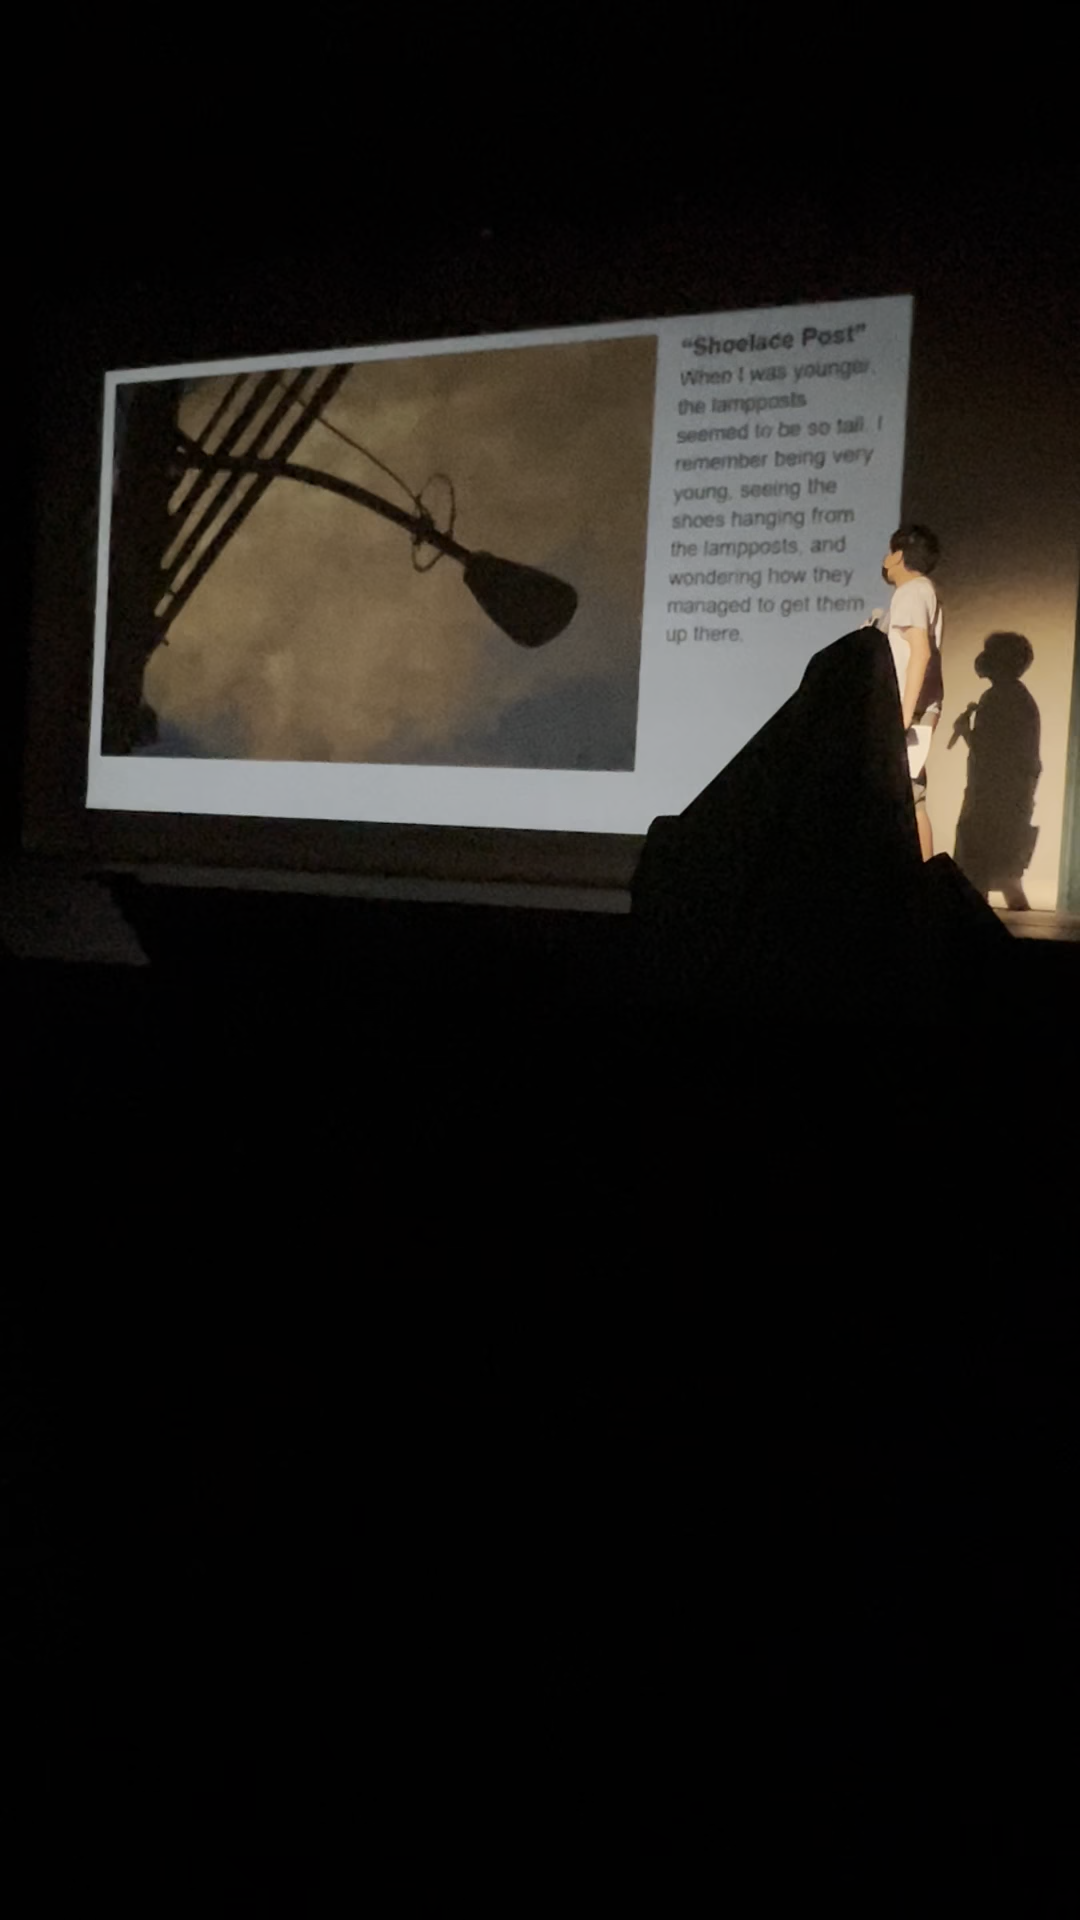 “Shoelace Post”
When I was younger,
the lampposts
seemed to be so tall. I
remember being very
young, seeing the
shoes hanging from
the lampposts, and
wondering how they
managed to get them
up there.